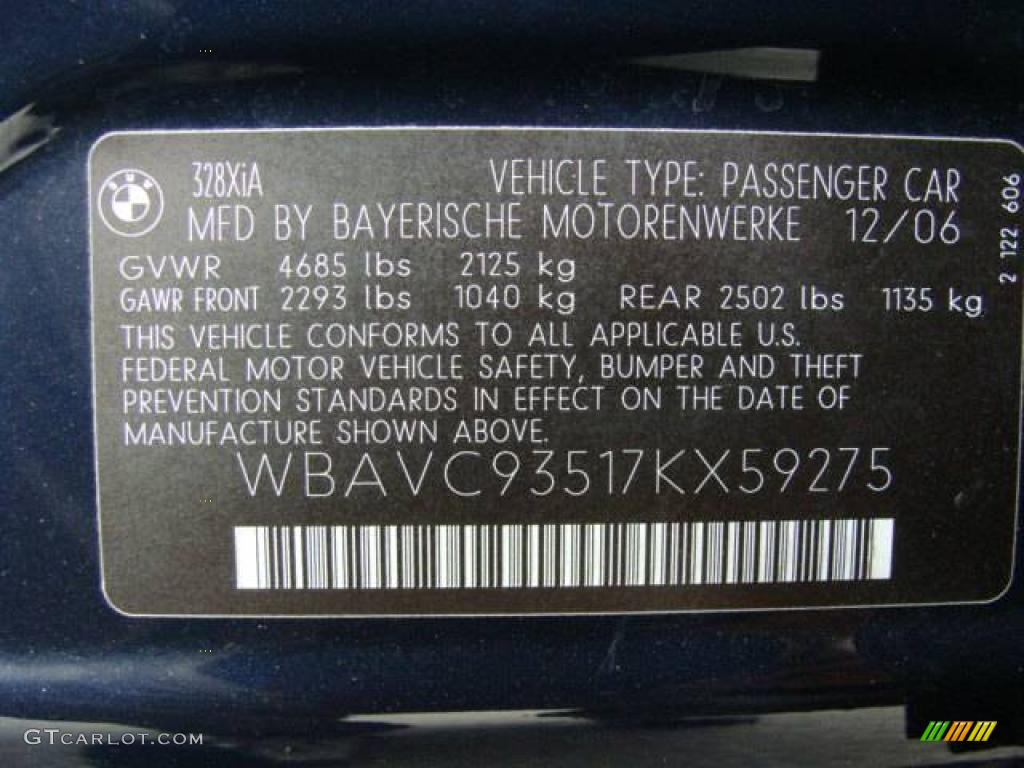 BMW
328XiA VEHICLE TYPE: PASSENGER CAR
MFD BY BAYERISCHE MOTORENWERKE 12/06
GVWR 4685 lbs 2125 kg
GAWR FRONT 2293 lbs 1040 kg REAR 2502 lbs 1135 kg
2 122 606
THIS VEHICLE CONFORMS TO ALL APPLICABLE U.S.
FEDERAL MOTOR VEHICLE SAFETY, BUMPER AND THEFT
PREVENTION STANDARDS IN EFFECT ON THE DATE OF
MANUFACTURE SHOWN ABOVE.
WBAVC93517KX59275
GTCARLOT.COM